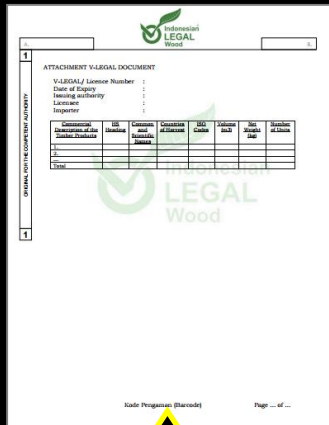 Indonesian
LEGAL
Wood
1
ATTACHMENT V-LEGAL DOCUMENT
V-LEGAL/ Licence Number :
Date of Expiry :
Issuing authority :
Licensee :
Importer :
ORIGINAL FOR THE COMPETENT AUTHORITY
Commercial Description of the Timber Products
HS Heading
Common and Scientific Names
Countries of Harvest
ISO Codes
Volume (m3)
Net Weight (kg)
Number of Units
1.
2.
...
Total
Indonesian
LEGAL
Wood
1
Kode Pengaman (Barcode) Page ... of ...